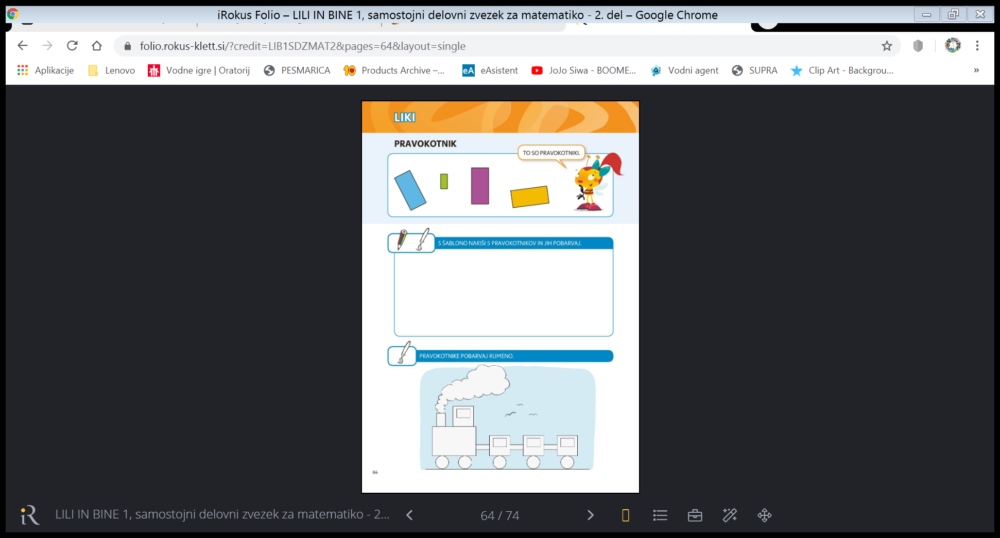 iRokus Folio – LILI IN BINE 1, samostojni delovni zvezek za matematiko - 2. del – Google Chrome
folio.rokus-klett.si/?credit=LIB1SDZMAT2&pages=64&layout=single
Aplikacije Lenovo Vodne igre | Oratorij PESMARICA Products Archive –... eA eAsistent JoJo Siwa - BOOME... Vodni agent SUPRA Clip Art - Backgrou... »
LIKI
PRAVOKOTNIK
TO SO PRAVOKOTNIKI.
S ŠABLONO NARIŠI 5 PRAVOKOTNIKOV IN JIH POBARVAJ.
PRAVOKOTNIKE POBARVAJ RUMENO.
64
iR LILI IN BINE 1, samostojni delovni zvezek za matematiko - 2... 64 / 74